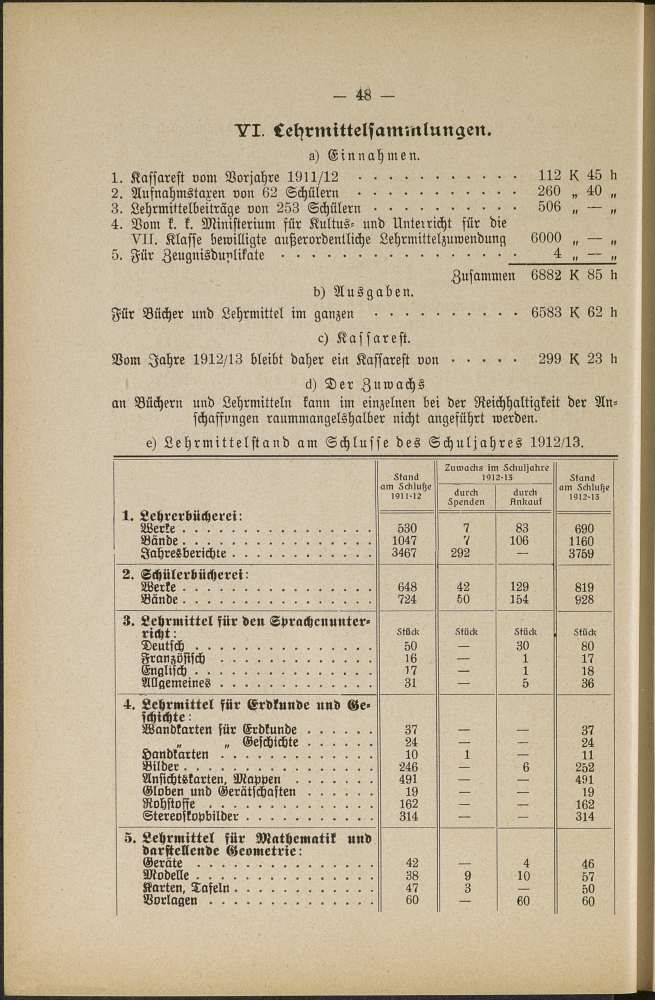 — 48 —
VI. Lehrmittelsammlungen.
a) Einnahmen.
1. Kassarest vom Vorjahre 1911/12 . . . . . . . . . . . 112 K 45 h
2. Aufnahmstaxen von 62 Schülern . . . . . . . . . . . 260 „ 40 „
3. Lehrmittelbeiträge von 253 Schülern . . . . . . . . . . 506 „ — „
4. Vom k. k. Ministerium für Kultus- und Unterricht für die
VII. Klasse bewilligte außerordentliche Lehrmittelzuwendung 6000 „ — „
5. Für Zeugnisduplikate . . . . . . . . . . . . . . . 4 „ — „
Zusammen 6882 K 85 h
b) Ausgaben.
Für Bücher und Lehrmittel im ganzen . . . . . . . . . . 6583 K 62 h
c) Kassarest.
Vom Jahre 1912/13 bleibt daher ein Kassarest von . . . . . 299 K 23 h
d) Der Zuwachs
an Büchern und Lehrmitteln kann im einzelnen bei der Reichhaltigkeit der An-
schaffungen raummangelshalber nicht angeführt werden.
e) Lehrmittelstand am Schlusse des Schuljahres 1912/13.
Stand am Schluße 1911-12 | Zuwachs im Schuljahre 1912-13 | Stand am Schluße 1912-13
durch Spenden | durch Ankauf
1. Lehrerbücherei:
Werke . . . 530 7 83 690
Bände . . . 1047 7 106 1160
Jahresberichte . . . 3467 292 — 3759
2. Schülerbücherei:
Werke . . . 648 42 129 819
Bände . . . 724 50 154 928
3. Lehrmittel für den Sprachenunter-
richt: Stück Stück Stück Stück
Deutsch . . . 50 — 30 80
Französisch . . . 16 — 1 17
Englisch . . . 17 — 1 18
Allgemeines . . . 31 — 5 36
4. Lehrmittel für Erdkunde und Ge-
schichte:
Wandkarten für Erdkunde . . . 37 — — 37
„ „ Geschichte . . . 24 — — 24
Handkarten . . . 10 1 — 11
Bilder . . . 246 — 6 252
Ansichtskarten, Mappen . . . 491 — — 491
Globen und Gerätschaften . . . 19 — — 19
Rohstoffe . . . 162 — — 162
Stereoskopbilder . . . 314 — — 314
5. Lehrmittel für Mathematik und
darstellende Geometrie:
Geräte . . . 42 — 4 46
Modelle . . . 38 9 10 57
Karten, Tafeln . . . 47 3 — 50
Vorlagen . . . 60 — 60 60